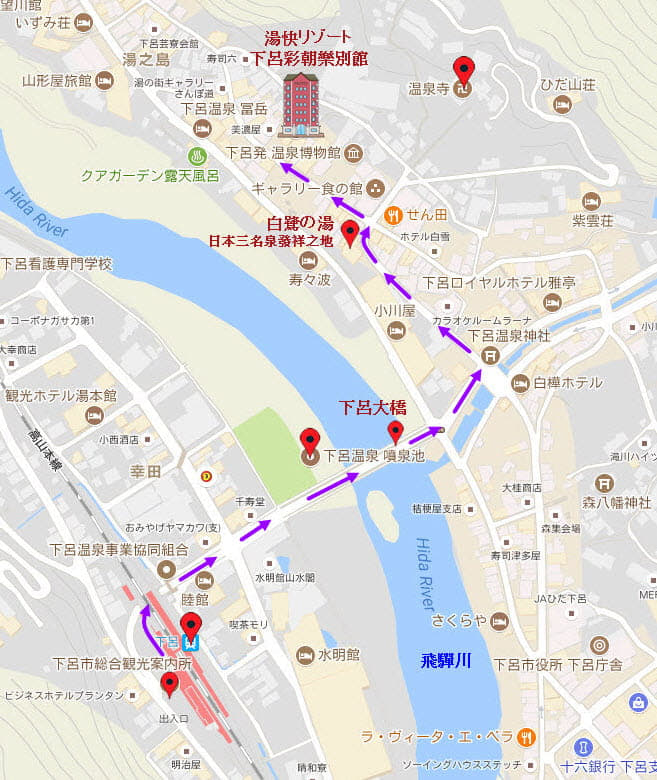 望川館
いずみ荘
下呂芸寮会館
湯之島
寿司六
湯快リゾート
下呂彩朝樂別館
山形屋旅館
湯の街ギャラリー
さんぽ道
下呂温泉 冨岳
美濃屋
温泉寺
ひだ山荘
下呂発 温泉博物館
クアガーデン露天風呂
ギャラリー食の館
せん田
紫雲荘
Hida River
白鷺の湯
日本三名泉發祥之地
ホテル白雪
下呂看護専門学校
寿々波
下呂ロイヤルホテル雅亭
小川屋
カラオケルームラーナ
コーポナガサカ第1
大幸商店
下呂温泉神社
小川
観光ホテル湯本館
白樺ホテル
下呂大橋
高山本線
小西酒店
幸田
下呂温泉 噴泉池
滝川ハイツ
千寿堂
桔梗屋支店
大桂商店
森八幡神社
おみやげヤマカワ(支)
森集会場
下呂温泉事業協同組合
水明館山水閣
寿司津多屋
Hida River
睦館
JAひだ下呂
MEF
喫茶モリ
さくらや
下呂
水明館
飛驒川
下呂市総合観光案内所
下呂市役所 下呂庁舎
ビジネスホテルプランタン
出入口
ラ・ヴィータ・エ・ベラ
明治屋
晴和寮
ソーイングハウスステッチ
十六銀行 下呂支